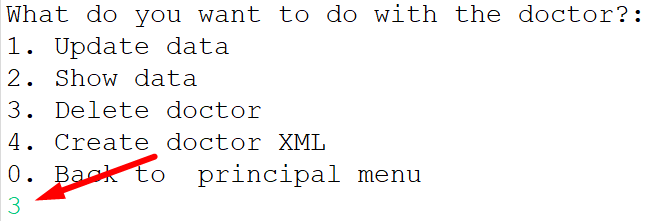 What do you want to do with the doctor?:
1. Update data
2. Show data
3. Delete doctor
4. Create doctor XML
0. Back to  principal menu
3